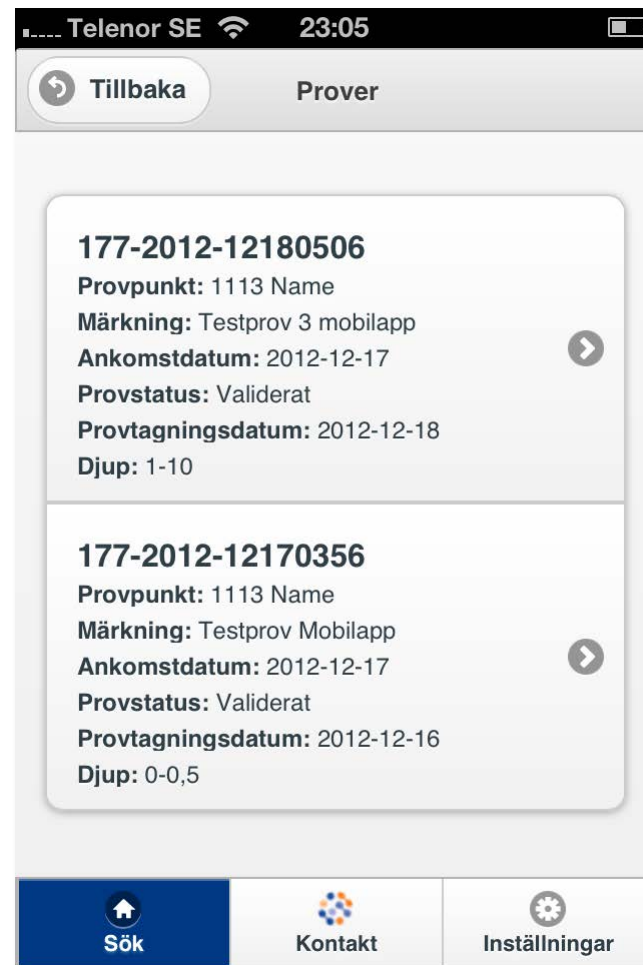 Telenor SE 23:05
Tillbaka Prover
177-2012-12180506
Provpunkt: 1113 Name
Märkning: Testprov 3 mobilapp
Ankomstdatum: 2012-12-17
Provstatus: Validerat
Provtagningsdatum: 2012-12-18
Djup: 1-10
177-2012-12170356
Provpunkt: 1113 Name
Märkning: Testprov Mobilapp
Ankomstdatum: 2012-12-17
Provstatus: Validerat
Provtagningsdatum: 2012-12-16
Djup: 0-0,5
Sök Kontakt Inställningar